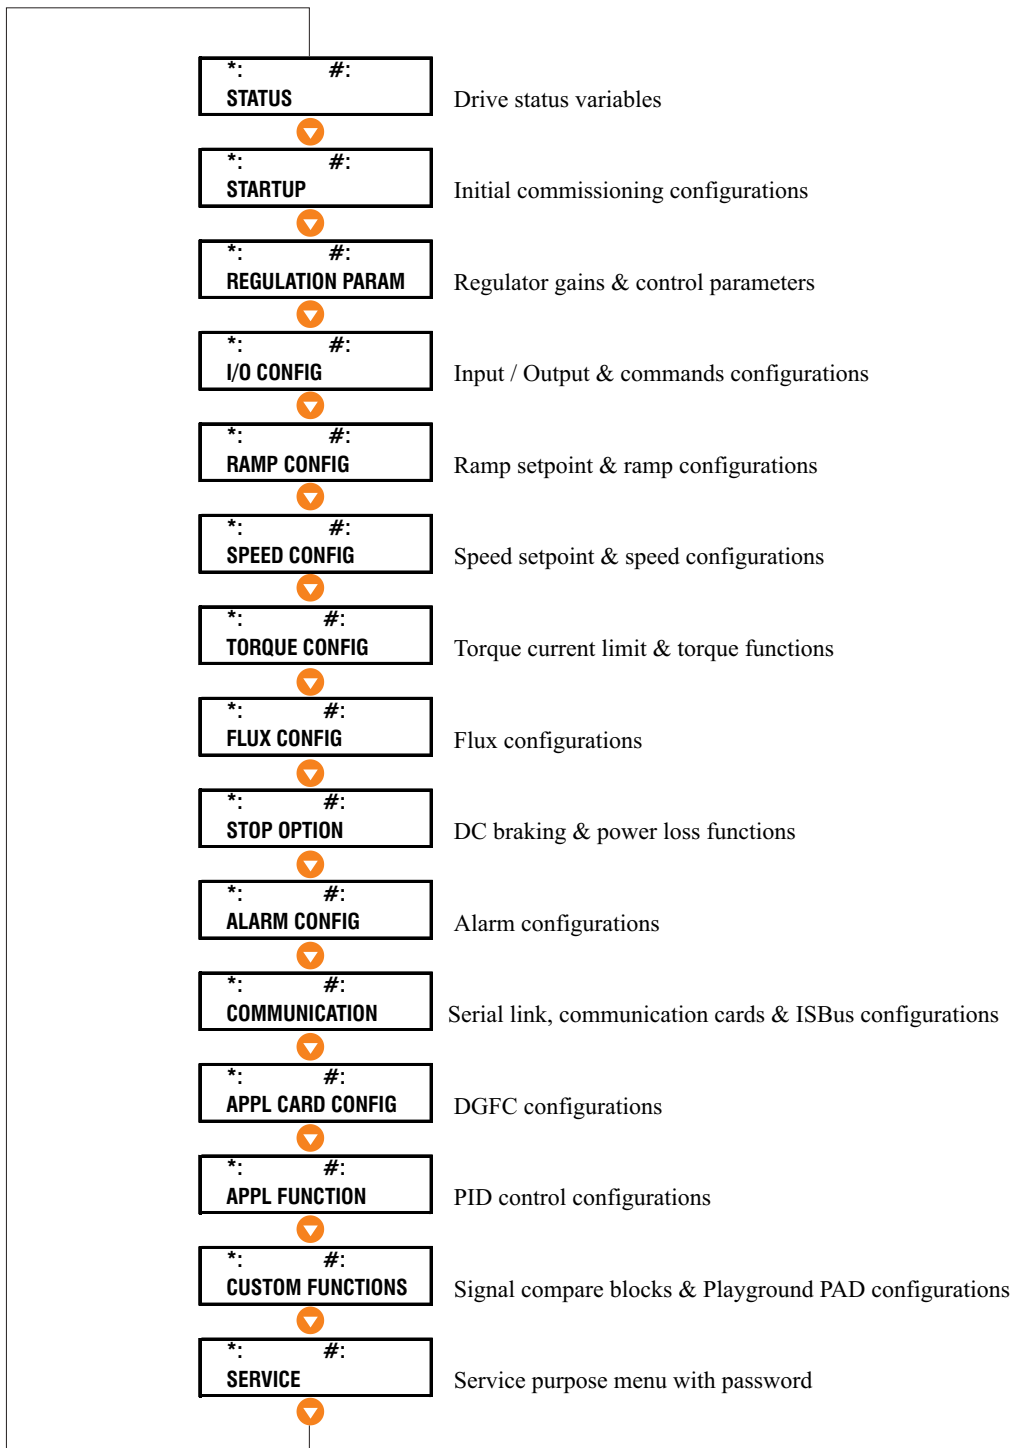 *: #:
STATUS
Drive status variables
*: #:
STARTUP
Initial commissioning configurations
*: #:
REGULATION PARAM
Regulator gains & control parameters
*: #:
I/O CONFIG
Input / Output & commands configurations
*: #:
RAMP CONFIG
Ramp setpoint & ramp configurations
*: #:
SPEED CONFIG
Speed setpoint & speed configurations
*: #:
TORQUE CONFIG
Torque current limit & torque functions
*: #:
FLUX CONFIG
Flux configurations
*: #:
STOP OPTION
DC braking & power loss functions
*: #:
ALARM CONFIG
Alarm configurations
*: #:
COMMUNICATION
Serial link, communication cards & ISBus configurations
*: #:
APPL CARD CONFIG
DGFC configurations
*: #:
APPL FUNCTION
PID control configurations
*: #:
CUSTOM FUNCTIONS
Signal compare blocks & Playground PAD configurations
*: #:
SERVICE
Service purpose menu with password